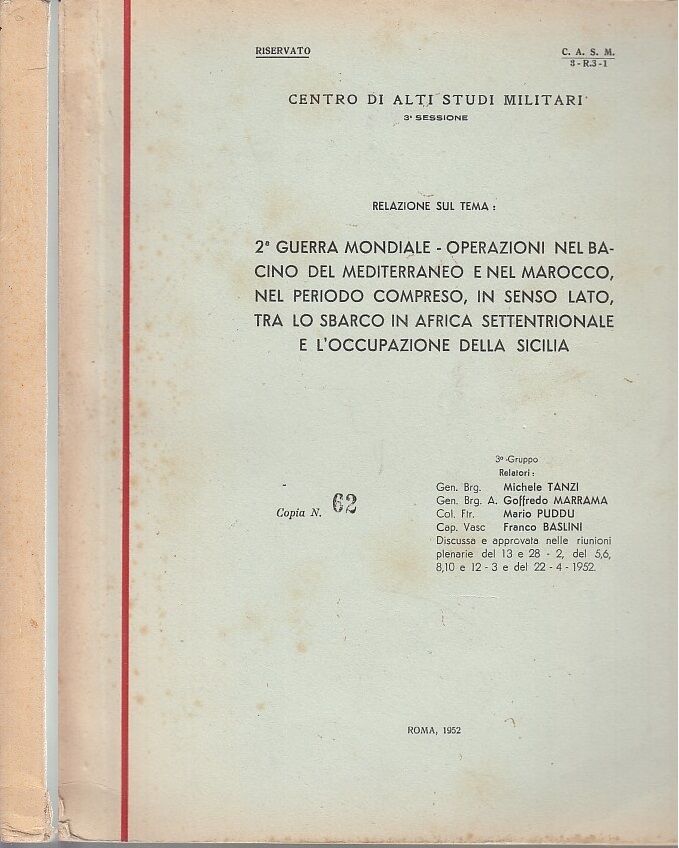 RISERVATO
C. A. S. M.
3-R.3-1
CENTRO DI ALTI STUDI MILITARI
3ª SESSIONE
RELAZIONE SUL TEMA :
2ª GUERRA MONDIALE - OPERAZIONI NEL BA-
CINO DEL MEDITERRANEO E NEL MAROCCO,
NEL PERIODO COMPRESO, IN SENSO LATO,
TRA LO SBARCO IN AFRICA SETTENTRIONALE
E L'OCCUPAZIONE DELLA SICILIA
3º Gruppo
Relatori :
Gen. Brg. Michele TANZI
Gen. Brg. A. Goffredo MARRAMA
Col. Ftr. Mario PUDDU
Cap. Vasc Franco BASLINI
Discussa e approvata nelle riunioni
plenarie del 13 e 28 - 2, del 5,6,
8,10 e 12 - 3 e del 22 - 4 - 1952.
Copia N. 62
ROMA, 1952